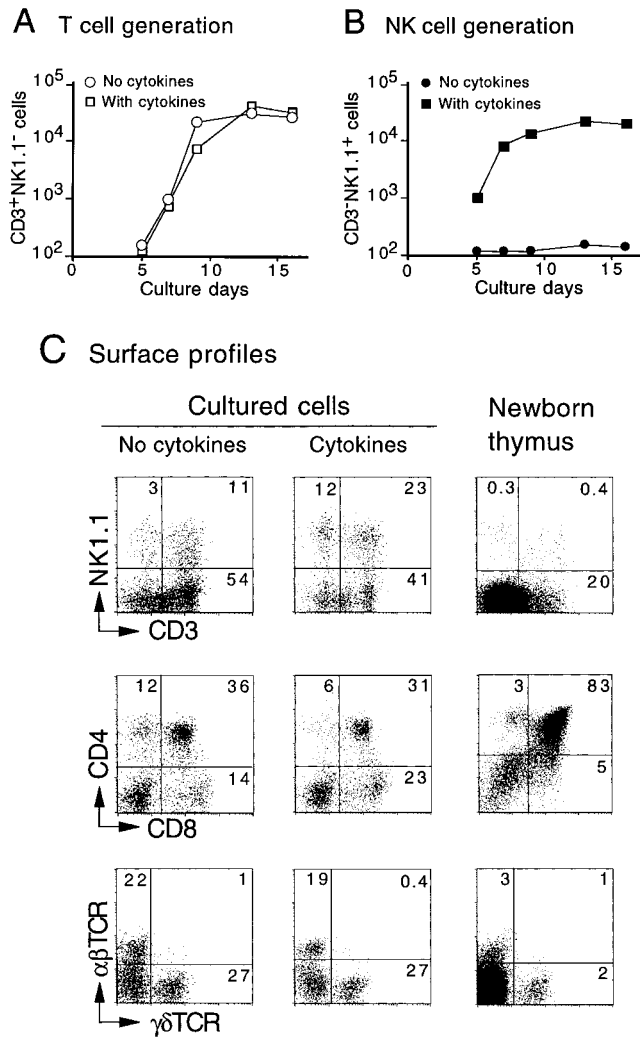 A T cell generation
No cytokines
With cytokines
CD3+NK1.1- cells
10^5
10^4
10^3
10^2
0 5 10 15
Culture days
B NK cell generation
No cytokines
With cytokines
CD3-NK1.1+ cells
10^5
10^4
10^3
10^2
0 5 10 15
Culture days
C Surface profiles
Cultured cells
No cytokines
Cytokines
Newborn
thymus
NK1.1
CD3
3 11
54
12 23
41
0.3 0.4
20
CD4
CD8
12 36
14
6 31
23
3 83
5
αβTCR
γδTCR
22 1
27
19 0.4
27
3 1
2